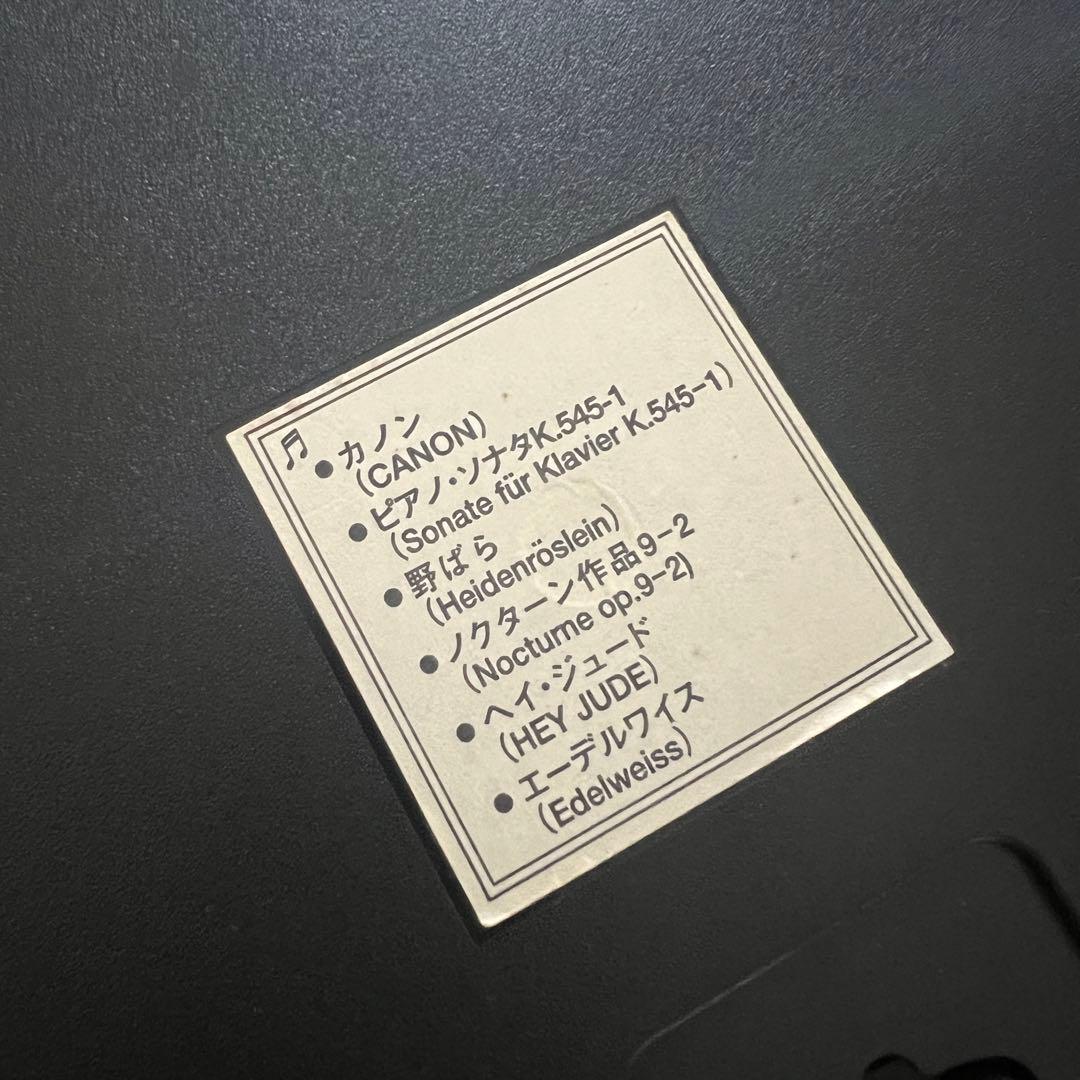 ♬ ● カノン
(CANON)
● ピアノ・ソナタK.545-1
(Sonate für Klavier K.545-1)
● 野ばら
(Heidenröslein)
● ノクターン作品9-2
(Nocturne op.9-2)
● ヘイ・ジュード
(HEY JUDE)
● エーデルワイス
(Edelweiss)